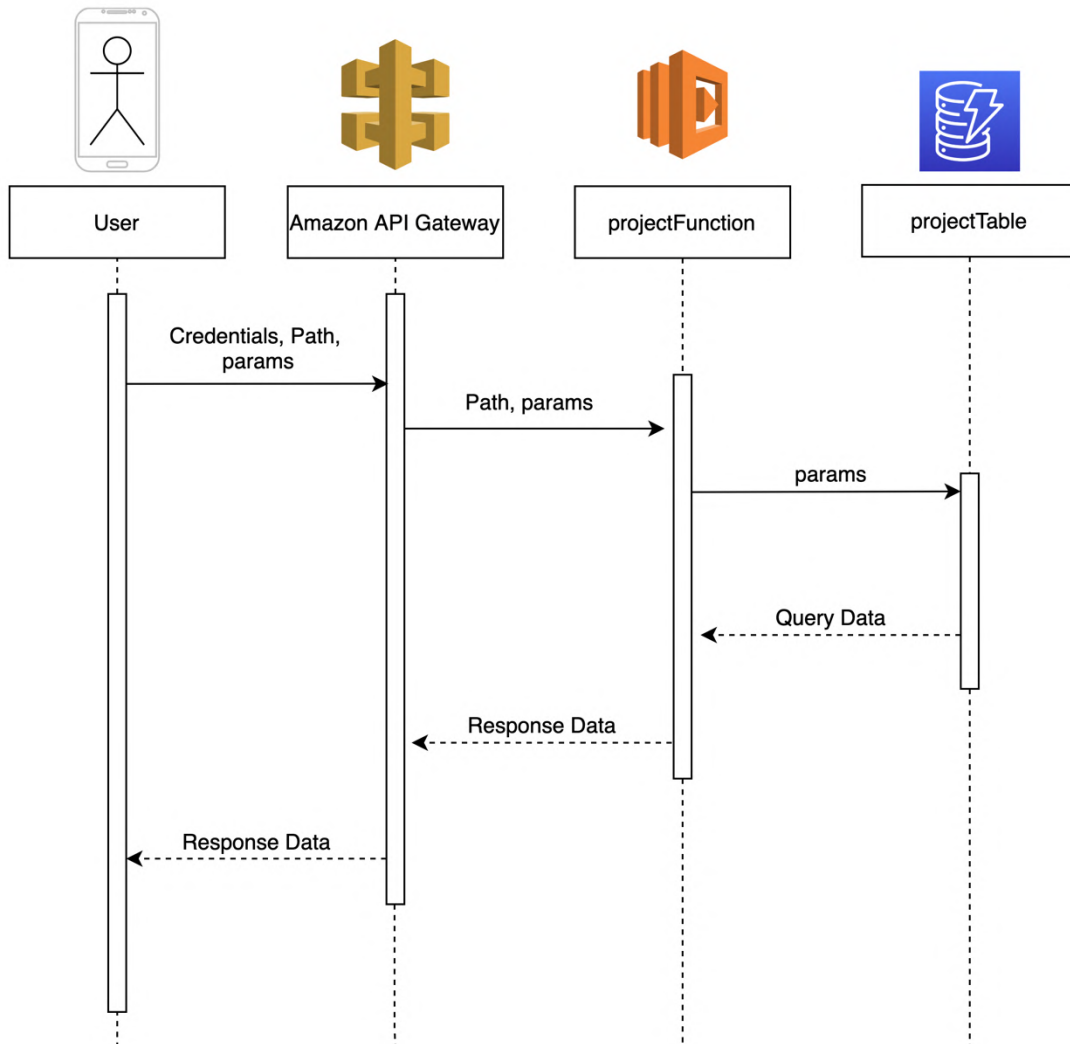 User
Amazon API Gateway
projectFunction
projectTable
Credentials, Path,
params
Path, params
params
Query Data
Response Data
Response Data